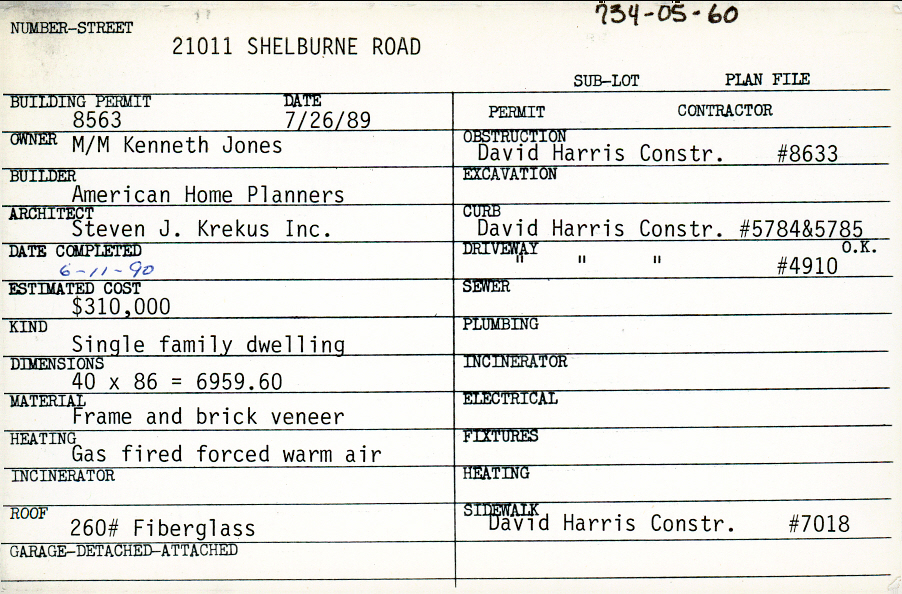 734-05-60
NUMBER-STREET
21011 SHELBURNE ROAD
SUB-LOT PLAN FILE
BUILDING PERMIT DATE
8563 7/26/89
PERMIT CONTRACTOR
OWNER M/M Kenneth Jones
OBSTRUCTION
David Harris Constr. #8633
BUILDER
American Home Planners
EXCAVATION
ARCHITECT
Steven J. Krekus Inc.
CURB
David Harris Constr. #5784&5785
DATE COMPLETED
6-11-90
DRIVEWAY O.K.
" " " #4910
ESTIMATED COST
$310,000
SEWER
KIND
Single family dwelling
PLUMBING
DIMENSIONS
40 x 86 = 6959.60
INCINERATOR
MATERIAL
Frame and brick veneer
ELECTRICAL
HEATING
Gas fired forced warm air
FIXTURES
INCINERATOR
HEATING
ROOF
260# Fiberglass
SIDEWALK
David Harris Constr. #7018
GARAGE-DETACHED-ATTACHED